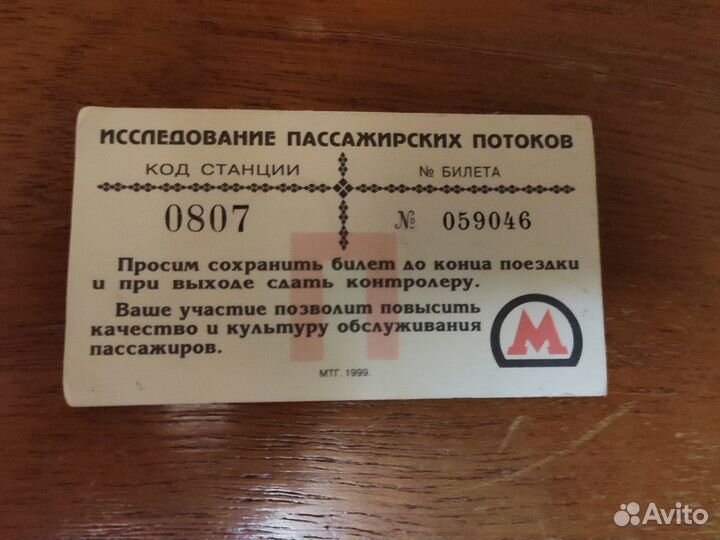 ИССЛЕДОВАНИЕ ПАССАЖИРСКИХ ПОТОКОВ
КОД СТАНЦИИ № БИЛЕТА
0807 № 059046
П
Просим сохранить билет до конца поездки
и при выходе сдать контролеру.
Ваше участие позволит повысить
качество и культуру обслуживания
пассажиров.
М
МТГ. 1999.
Avito